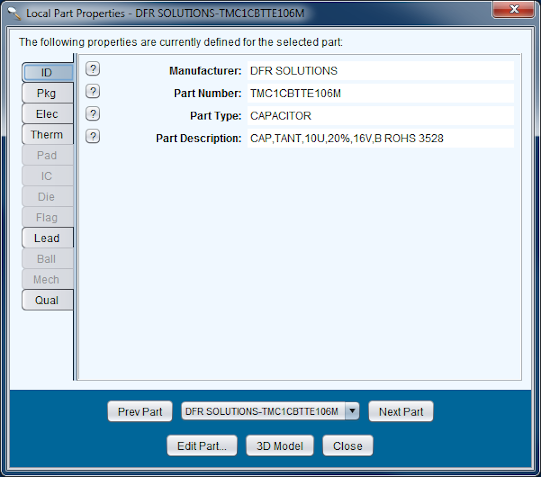 Local Part Properties - DFR SOLUTIONS-TMC1CBTTE106M
The following properties are currently defined for the selected part:
ID
Pkg
Elec
Therm
Pad
IC
Die
Flag
Lead
Ball
Mech
Qual
? Manufacturer: DFR SOLUTIONS
? Part Number: TMC1CBTTE106M
? Part Type: CAPACITOR
? Part Description: CAP,TANT,10U,20%,16V,B ROHS 3528
Prev Part DFR SOLUTIONS-TMC1CBTTE106M Next Part
Edit Part... 3D Model Close